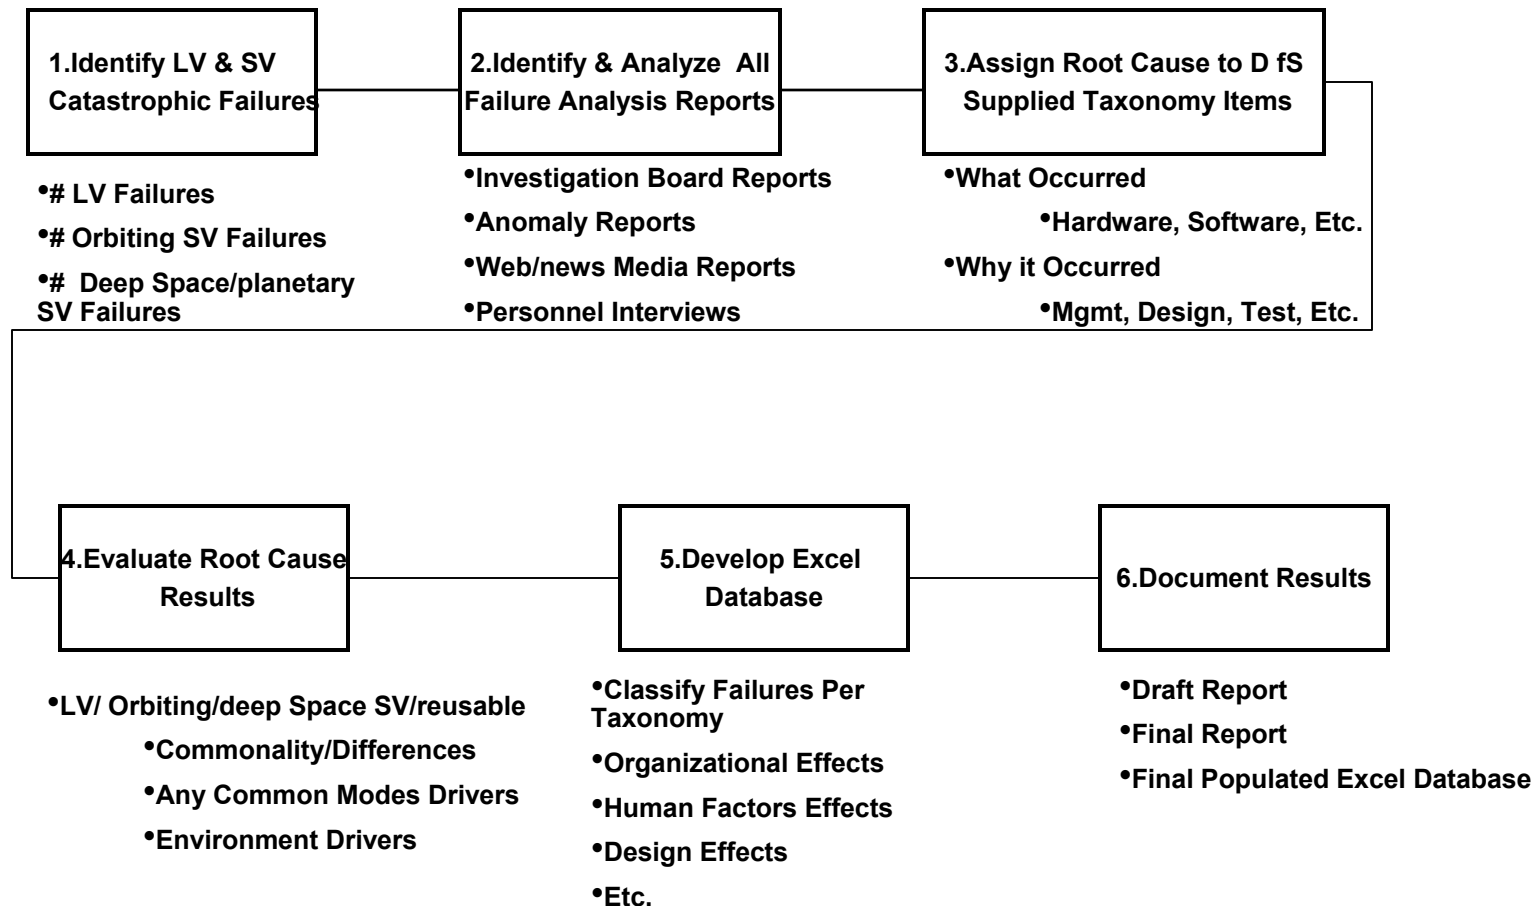 1.Identify LV & SV
Catastrophic Failures
•# LV Failures
•# Orbiting SV Failures
•# Deep Space/planetary
SV Failures
2.Identify & Analyze All
Failure Analysis Reports
•Investigation Board Reports
•Anomaly Reports
•Web/news Media Reports
•Personnel Interviews
3.Assign Root Cause to D fS
Supplied Taxonomy Items
•What Occurred
•Hardware, Software, Etc.
•Why it Occurred
•Mgmt, Design, Test, Etc.
4.Evaluate Root Cause
Results
•LV/ Orbiting/deep Space SV/reusable
•Commonality/Differences
•Any Common Modes Drivers
•Environment Drivers
5.Develop Excel
Database
•Classify Failures Per
Taxonomy
•Organizational Effects
•Human Factors Effects
•Design Effects
•Etc.
6.Document Results
•Draft Report
•Final Report
•Final Populated Excel Database